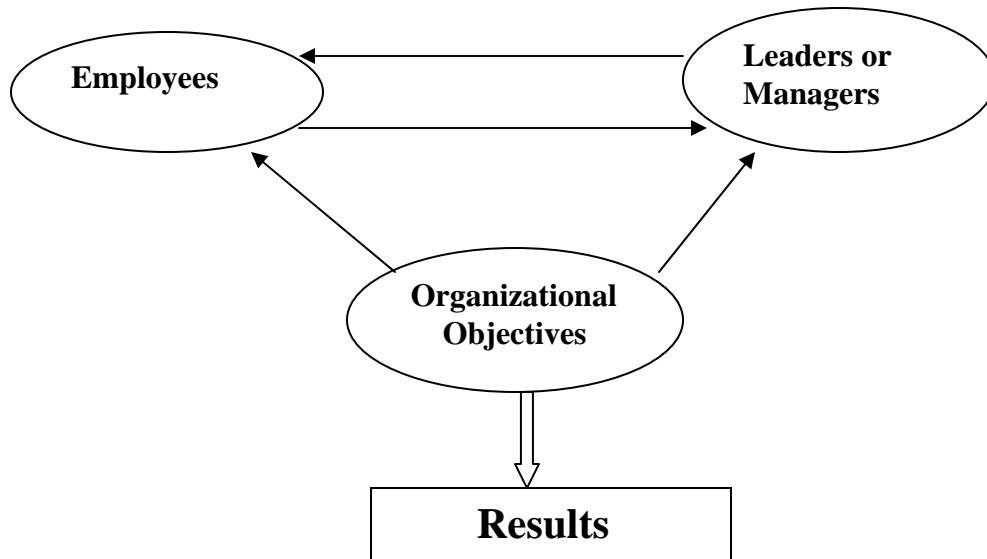 Employees
Leaders or
Managers
Organizational
Objectives
Results